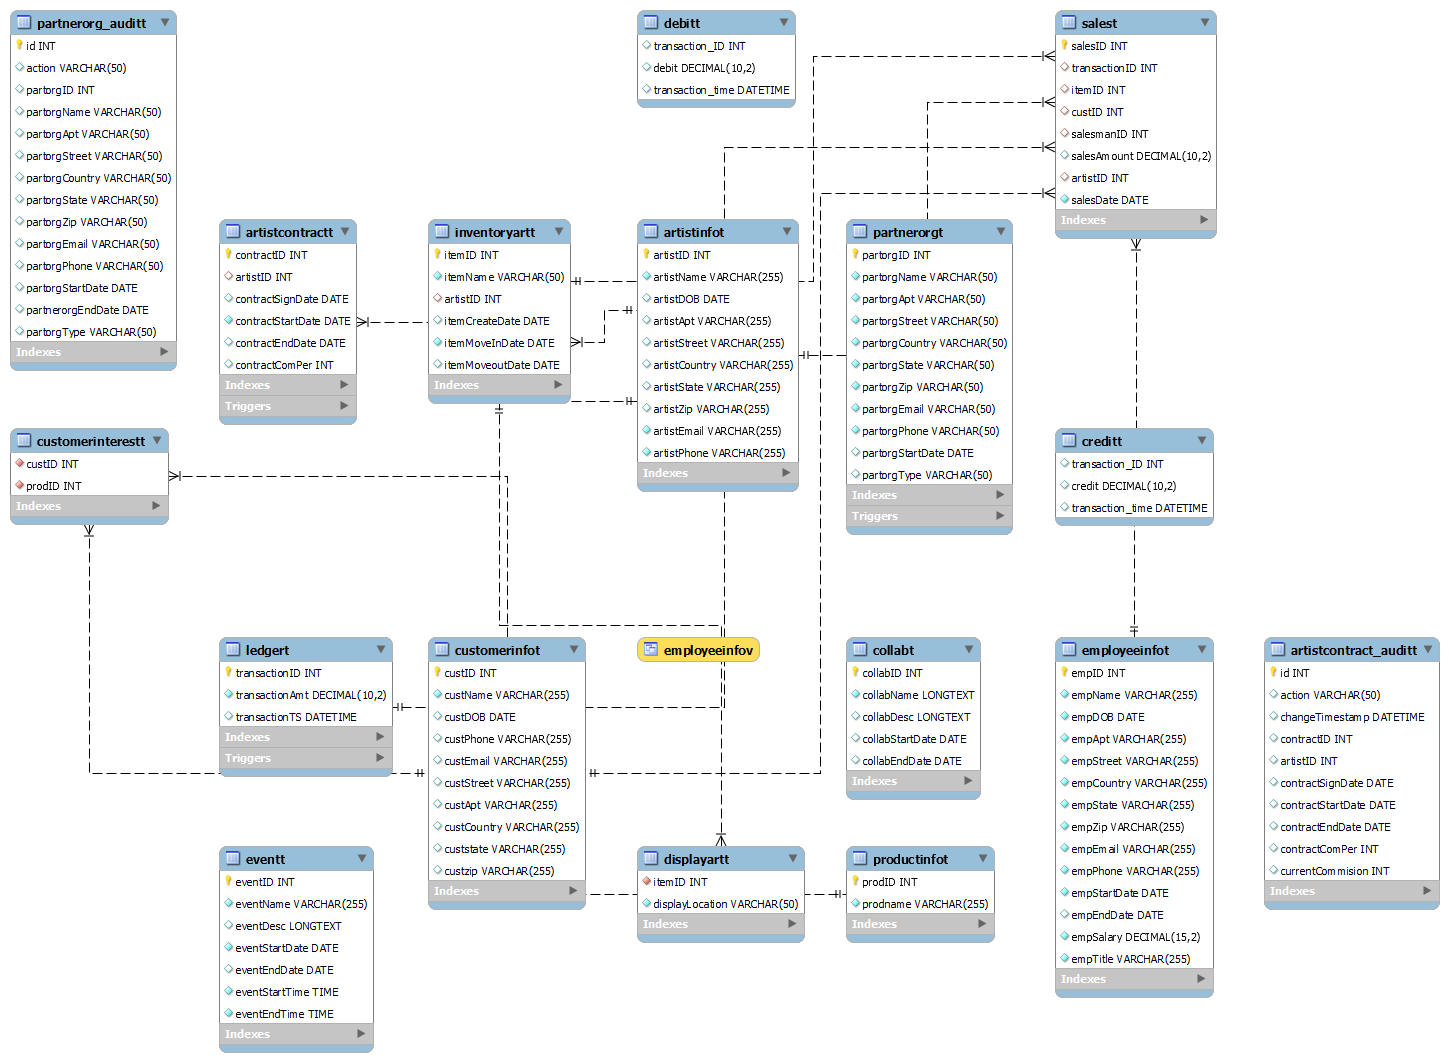 partnerorg_auditt
id INT
action VARCHAR(50)
partorgID INT
partorgName VARCHAR(50)
partorgApt VARCHAR(50)
partorgStreet VARCHAR(50)
partorgCountry VARCHAR(50)
partorgState VARCHAR(50)
partorgZip VARCHAR(50)
partorgEmail VARCHAR(50)
partorgPhone VARCHAR(50)
partorgStartDate DATE
partnerorgEndDate DATE
partorgType VARCHAR(50)
Indexes
debitt
transaction_ID INT
debit DECIMAL(10,2)
transaction_time DATETIME
salest
salesID INT
transactionID INT
itemID INT
custID INT
salesmanID INT
salesAmount DECIMAL(10,2)
artistID INT
salesDate DATE
Indexes
artistcontractt
contractID INT
artistID INT
contractSignDate DATE
contractStartDate DATE
contractEndDate DATE
contractComPer INT
Indexes
Triggers
inventoryartt
itemID INT
itemName VARCHAR(50)
artistID INT
itemCreateDate DATE
itemMoveInDate DATE
itemMoveoutDate DATE
Indexes
artistinfot
artistID INT
artistName VARCHAR(255)
artistDOB DATE
artistApt VARCHAR(255)
artistStreet VARCHAR(255)
artistCountry VARCHAR(255)
artistState VARCHAR(255)
artistZip VARCHAR(255)
artistEmail VARCHAR(255)
artistPhone VARCHAR(255)
Indexes
partnerorgt
partorgID INT
partorgName VARCHAR(50)
partorgApt VARCHAR(50)
partorgStreet VARCHAR(50)
partorgCountry VARCHAR(50)
partorgState VARCHAR(50)
partorgZip VARCHAR(50)
partorgEmail VARCHAR(50)
partorgPhone VARCHAR(50)
partorgStartDate DATE
partorgType VARCHAR(50)
Indexes
Triggers
customerinterestt
custID INT
prodID INT
Indexes
creditt
transaction_ID INT
credit DECIMAL(10,2)
transaction_time DATETIME
ledgert
transactionID INT
transactionAmt DECIMAL(10,2)
transactionTS DATETIME
Indexes
Triggers
customerinfot
custID INT
custName VARCHAR(255)
custDOB DATE
custPhone VARCHAR(255)
custEmail VARCHAR(255)
custStreet VARCHAR(255)
custApt VARCHAR(255)
custCountry VARCHAR(255)
custstate VARCHAR(255)
custzip VARCHAR(255)
Indexes
employeeinfov
collabt
collabID INT
collabName LONGTEXT
collabDesc LONGTEXT
collabStartDate DATE
collabEndDate DATE
Indexes
employeeinfot
empID INT
empName VARCHAR(255)
empDOB DATE
empApt VARCHAR(255)
empStreet VARCHAR(255)
empCountry VARCHAR(255)
empState VARCHAR(255)
empZip VARCHAR(255)
empEmail VARCHAR(255)
empPhone VARCHAR(255)
empStartDate DATE
empEndDate DATE
empSalary DECIMAL(15,2)
empTitle VARCHAR(255)
Indexes
artistcontract_auditt
id INT
action VARCHAR(50)
changeTimestamp DATETIME
contractID INT
artistID INT
contractSignDate DATE
contractStartDate DATE
contractEndDate DATE
contractComPer INT
currentCommision INT
Indexes
eventt
eventID INT
eventName VARCHAR(255)
eventDesc LONGTEXT
eventStartDate DATE
eventEndDate DATE
eventStartTime TIME
eventEndTime TIME
Indexes
displayartt
itemID INT
displayLocation VARCHAR(50)
Indexes
productinfot
prodID INT
prodname VARCHAR(255)
Indexes